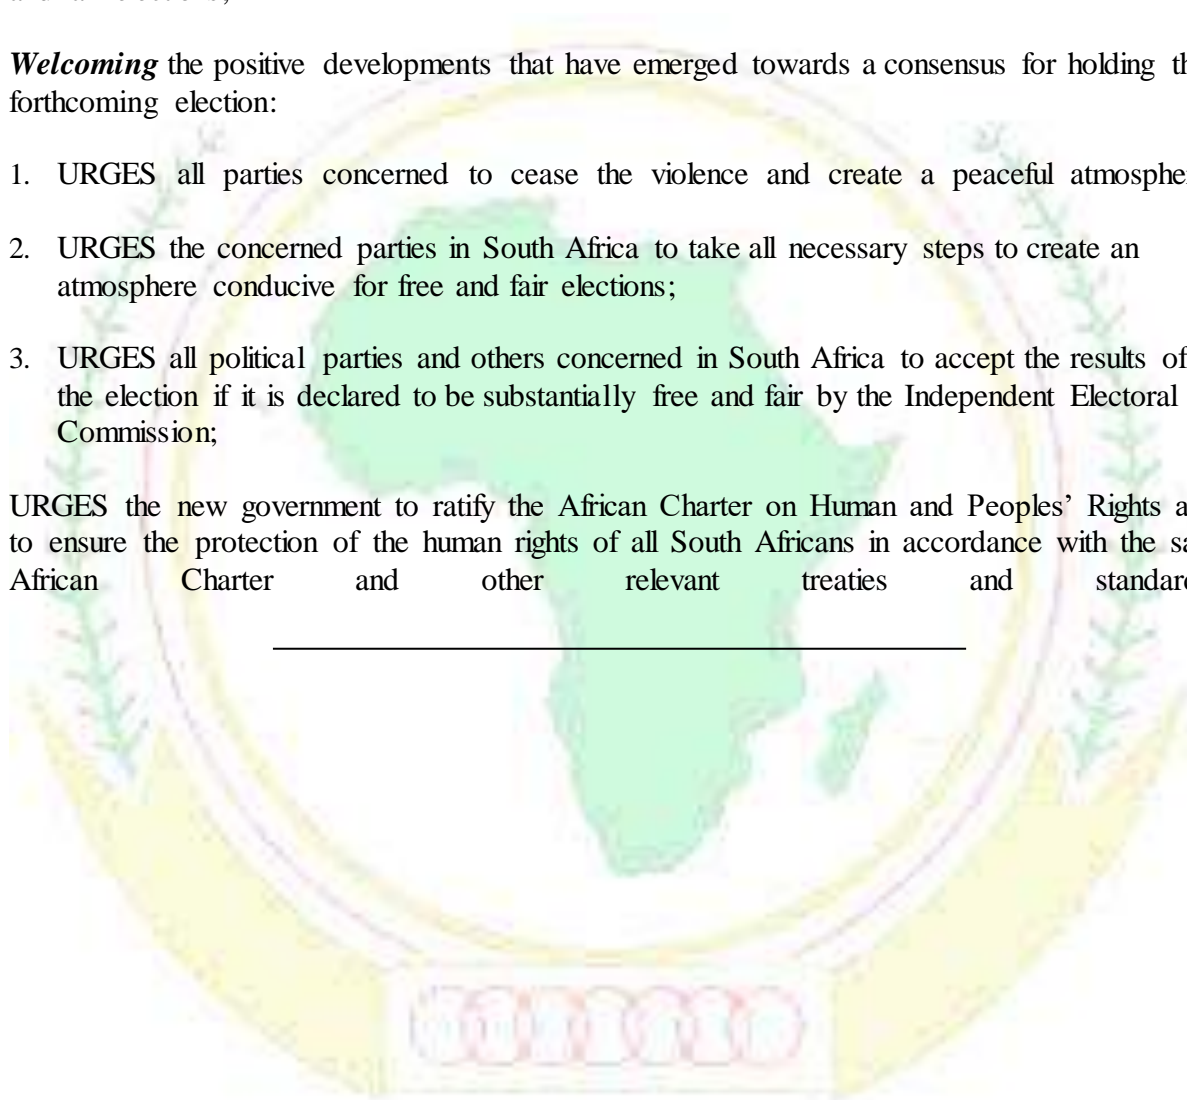 Welcoming the positive developments that have emerged towards a consensus for holding
forthcoming election:
1. URGES all parties concerned to cease the violence and create a peaceful
2. URGES the concerned parties in South Africa to take all necessary steps to create an
atmosphere conducive for free and fair elections;
3. URGES all political parties and others concerned in South Africa to accept the results of
the election if it is declared to be substantially free and fair by the Independent Electoral
Commission;
URGES the new government to ratify the African Charter on Human and Peoples’ Rights
to ensure the protection of the human rights of all South Africans in accordance with the
African Charter and other relevant treaties and